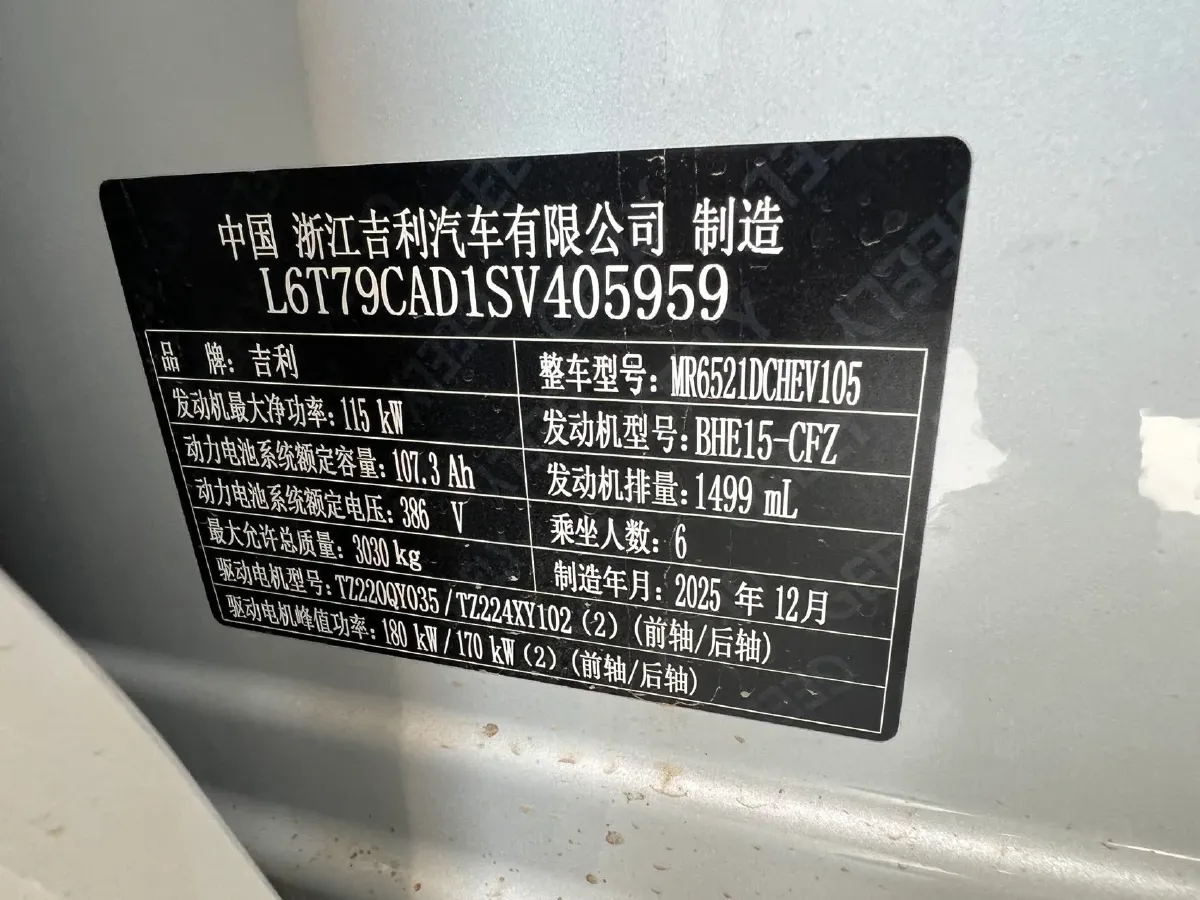 中国 浙江吉利汽车有限公司 制造
L6T79CAD1SV405959
品 牌: 吉利 整车型号: MR6521DCHEV105
发动机最大净功率: 115 kW 发动机型号: BHE15-CFZ
动力电池系统额定容量: 107.3 Ah 发动机排量: 1499 mL
动力电池系统额定电压: 386 V 乘坐人数: 6
最大允许总质量: 3030 kg 制造年月: 2025 年 12月
驱动电机型号: TZ220QY035/TZ224XY102 (2) (前轴/后轴)
驱动电机峰值功率: 180 kW/170 kW (2) (前轴/后轴)